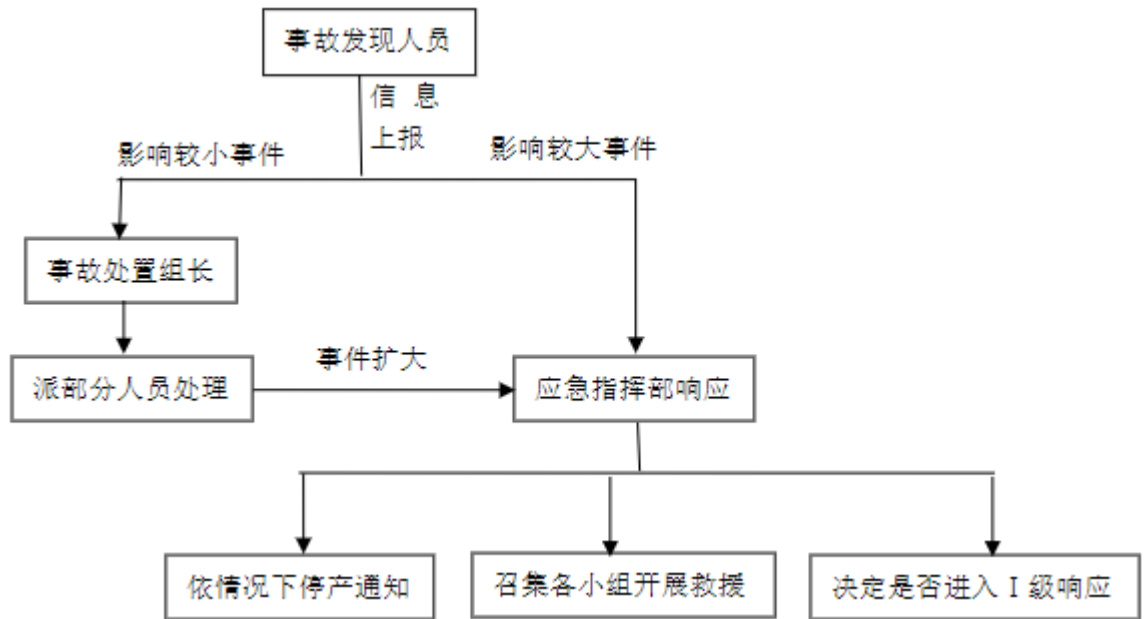 事故发现人员
信 息
上报
影响较小事件
影响较大事件
事故处置组长
派部分人员处理
事件扩大
应急指挥部响应
依情况下停产通知
召集各小组开展救援
决定是否进入 I 级响应